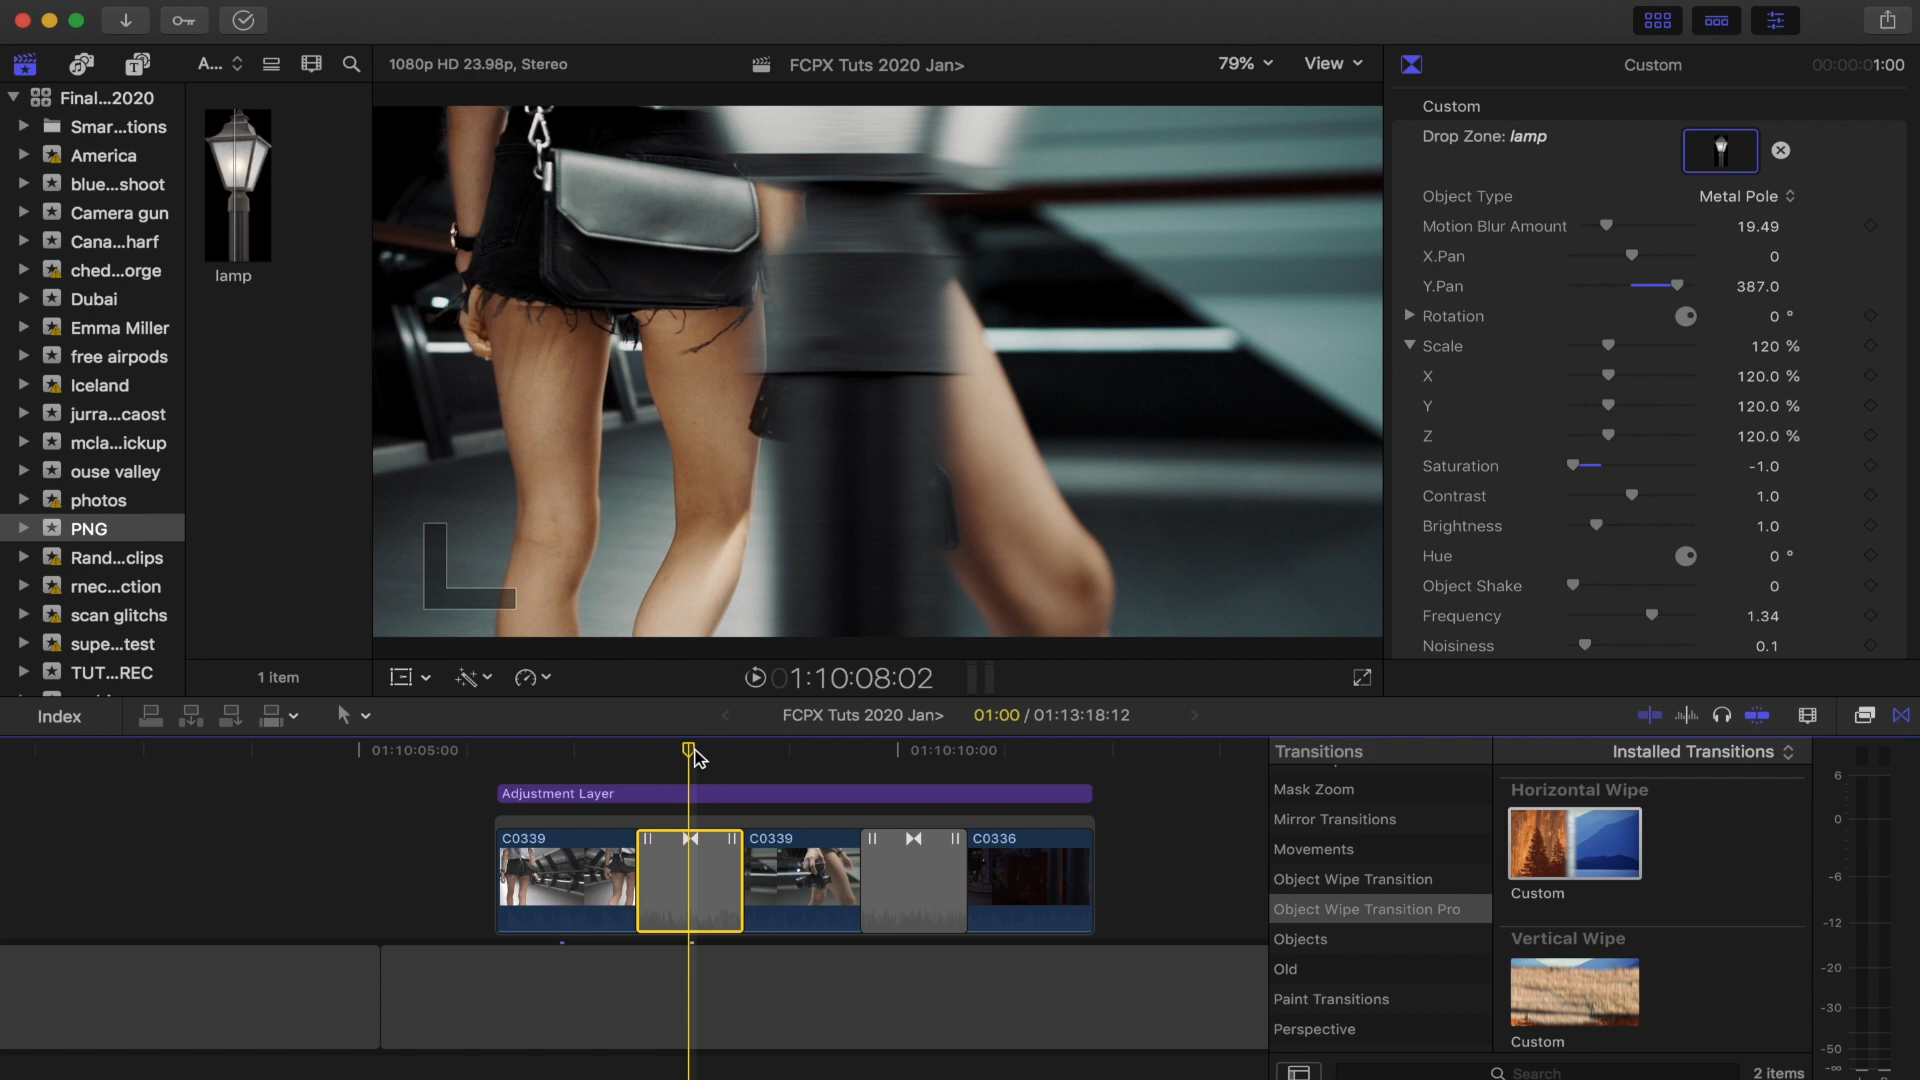 A...
1080p HD 23.98p, Stereo
FCPX Tuts 2020 Jan>
79%
View
Custom
00:00:01:00
Final...2020
Smar...tions
America
blue...shoot
Camera gun
Cana...harf
ched...orge
Dubai
Emma Miller
free airpods
Iceland
jurra...caost
mcla...ickup
ouse valley
photos
PNG
Rand...clips
rnec...ction
scan glitchs
supe...test
TUT...REC
lamp
1 item
01:10:08:02
Custom
Drop Zone: lamp
Object Type Metal Pole
Motion Blur Amount 19.49
X.Pan 0
Y.Pan 387.0
Rotation 0 °
Scale 120 %
X 120.0 %
Y 120.0 %
Z 120.0 %
Saturation -1.0
Contrast 1.0
Brightness 1.0
Hue 0 °
Object Shake 0
Frequency 1.34
Noisiness 0.1
Index
FCPX Tuts 2020 Jan>
01:00 / 01:13:18:12
01:10:05:00
01:10:10:00
Adjustment Layer
C0339
C0339
C0336
Transitions
Mask Zoom
Mirror Transitions
Movements
Object Wipe Transition
Object Wipe Transition Pro
Objects
Old
Paint Transitions
Perspective
Installed Transitions
Horizontal Wipe
Custom
Vertical Wipe
Custom
Search
2 items
6
0
-6
-12
-20
-30
-50
-∞